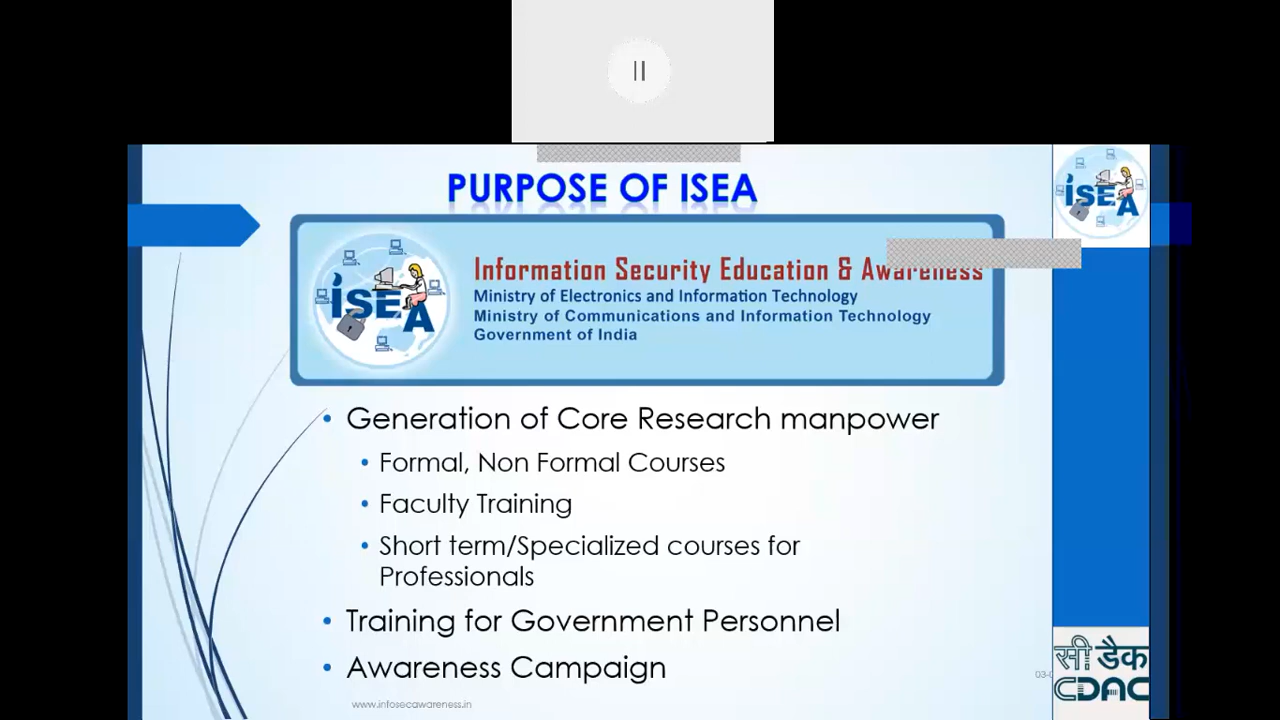 PURPOSE OF ISEA
iSEA
iSEA
Information Security Education & Awareness
Ministry of Electronics and Information Technology
Ministry of Communications and Information Technology
Government of India
• Generation of Core Research manpower
• Formal, Non Formal Courses
• Faculty Training
• Short term/Specialized courses for
Professionals
• Training for Government Personnel
• Awareness Campaign
सी डैक
CDAC
www.infosecawareness.in